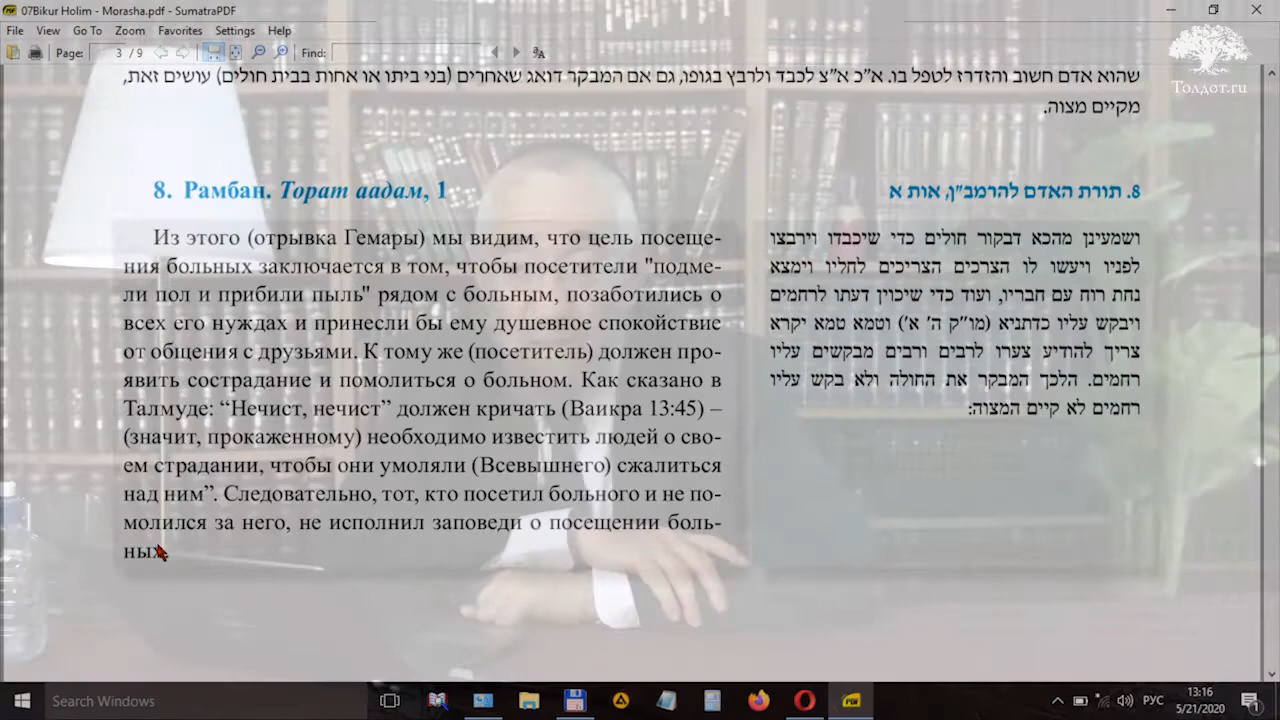 07Bikur Holim - Morasha.pdf - SumatraPDF
File View Go To Zoom Favorites Settings Help
Page: 3 / 9 Find:
Толдот.ru
שהוא אדם חשוב והזדרז לטפל בו. א״כ א״צ לכבד ולרבץ בגופו, גם אם המבקר דואג שאחרים (בני ביתו או אחות בבית חולים) עושים זאת,
מקיים מצוה.
8. Рамбан. Торат аадам, 1
Из этого (отрывка Гемары) мы видим, что цель посеще-
ния больных заключается в том, чтобы посетители "подме-
ли пол и прибили пыль" рядом с больным, позаботились о
всех его нуждах и принесли бы ему душевное спокойствие
от общения с друзьями. К тому же (посетитель) должен про-
явить сострадание и помолиться о больном. Как сказано в
Талмуде: “Нечист, нечист” должен кричать (Ваикра 13:45) –
(значит, прокаженному) необходимо известить людей о сво-
ем страдании, чтобы они умоляли (Всевышнего) сжалиться
над ним”. Следовательно, тот, кто посетил больного и не по-
молился за него, не исполнил заповеди о посещении боль-
ных.
8. תורת האדם להרמב״ן, אות א
ושמעינן מהכא דבקור חולים כדי שיכבדו וירבצו
לפניו ויעשו לו הצרכים הצריכים לחליו וימצא
נחת רוח עם חבריו, ועוד כדי שיכוין דעתו לרחמים
ויבקש עליו כדתניא (מו״ק ה׳ א׳) וטמא טמא יקרא
צריך להודיע צערו לרבים ורבים מבקשים עליו
רחמים. הלכך המבקר את החולה ולא בקש עליו
רחמים לא קיים המצוה:
Search Windows
РУС
13:16
5/21/2020
1